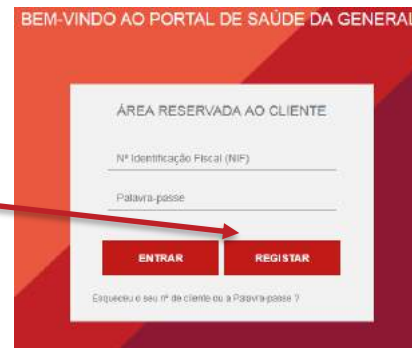 BEM-VINDO AO PORTAL DE SAÚDE DA GENERAL
ÁREA RESERVADA AO CLIENTE
Nº Identificação Fiscal (NIF)
Palavra-passe
ENTRAR REGISTAR
Esqueceu o seu nº de cliente ou a Palavra-passe ?